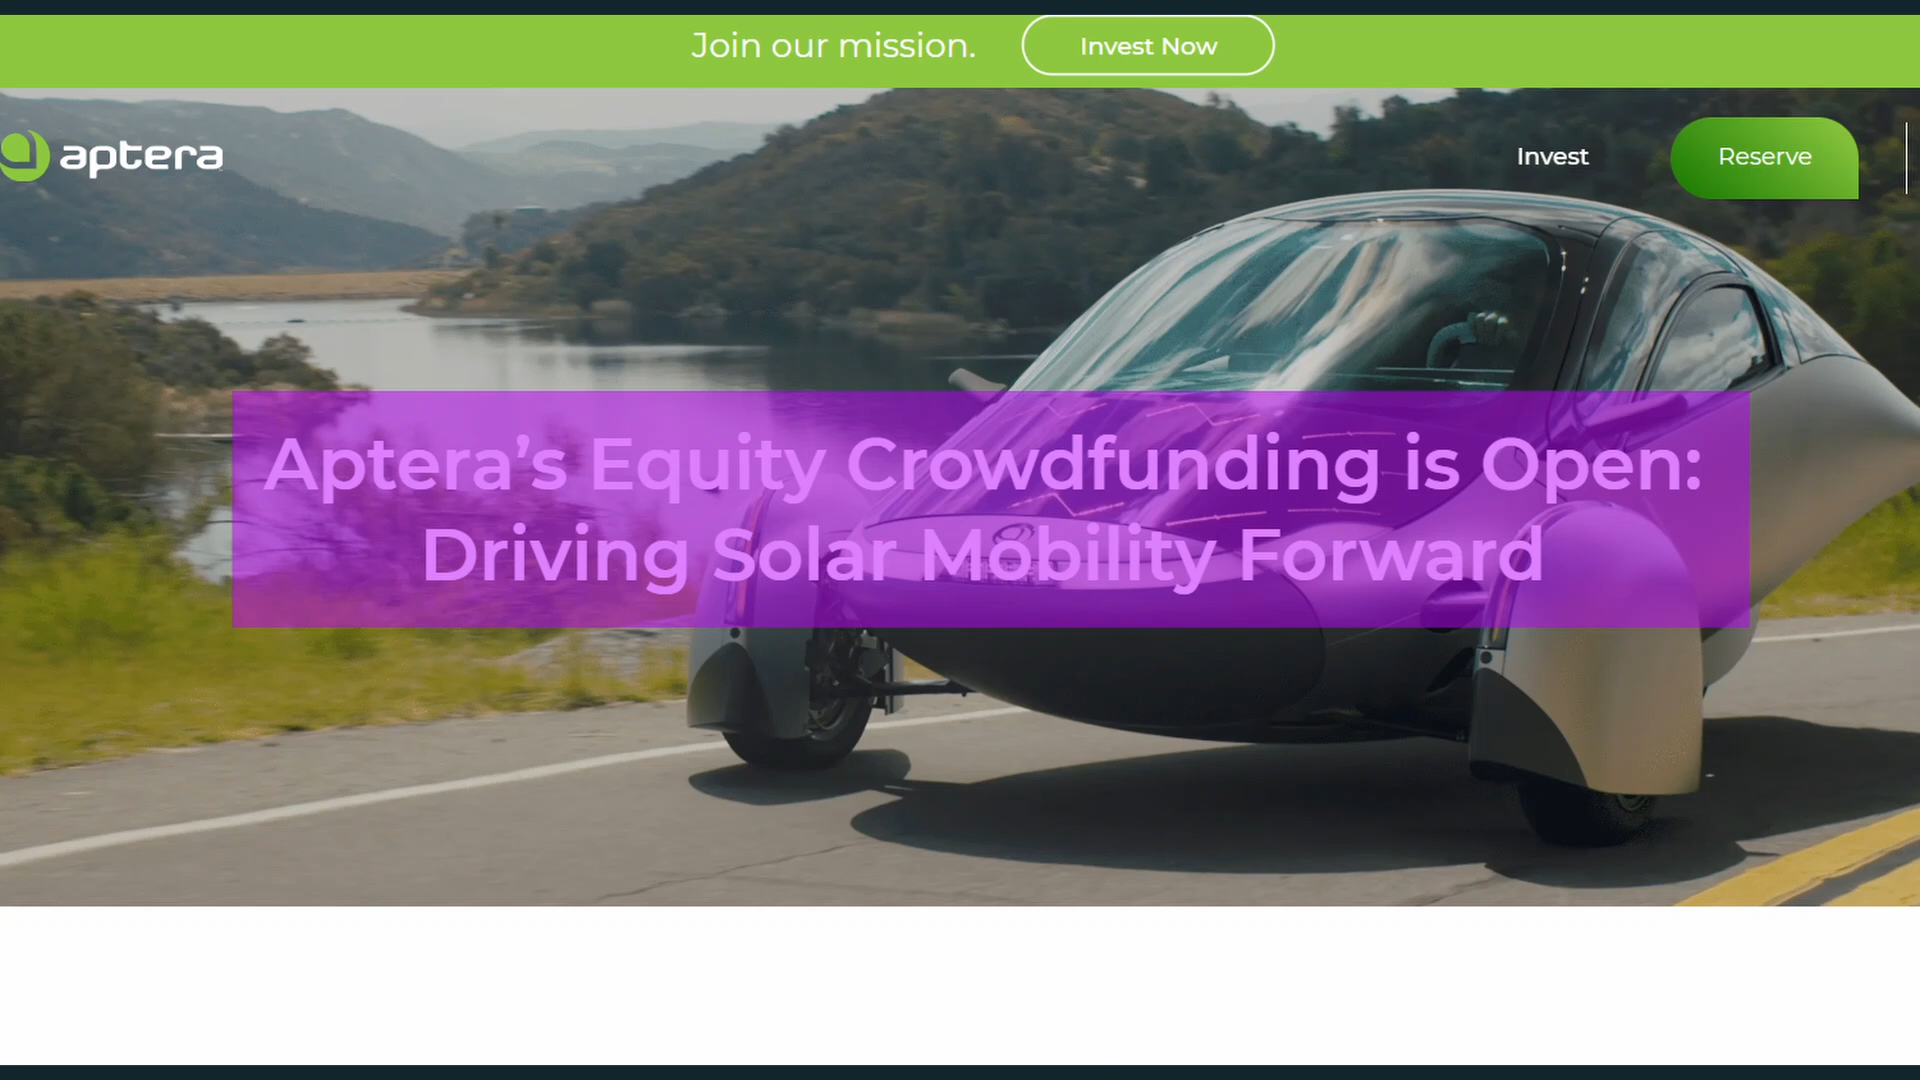 Join our mission.
Invest Now
aptera
Invest
Reserve
Aptera’s Equity Crowdfunding is Open:
Driving Solar Mobility Forward